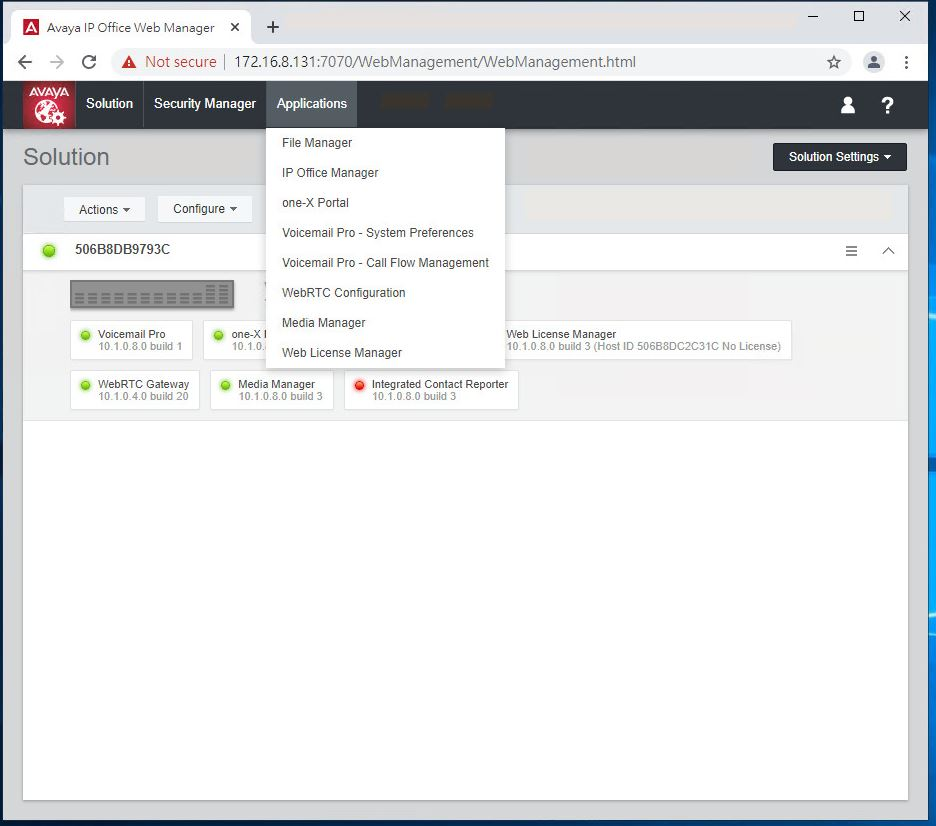 Avaya IP Office Web Manager
Not secure 172.16.8.131:7070/WebManagement/WebManagement.html
AVAYA
Solution Security Manager Applications ?
Solution
Solution Settings
Actions Configure
506B8DB9793C
File Manager
IP Office Manager
one-X Portal
Voicemail Pro - System Preferences
Voicemail Pro - Call Flow Management
WebRTC Configuration
Media Manager
Web License Manager
Voicemail Pro
10.1.0.8.0 build 1
one-X
10.1.0.
Web License Manager
10.1.0.8.0 build 3 (Host ID 506B8DC2C31C No License)
WebRTC Gateway
10.1.0.4.0 build 20
Media Manager
10.1.0.8.0 build 3
Integrated Contact Reporter
10.1.0.8.0 build 3